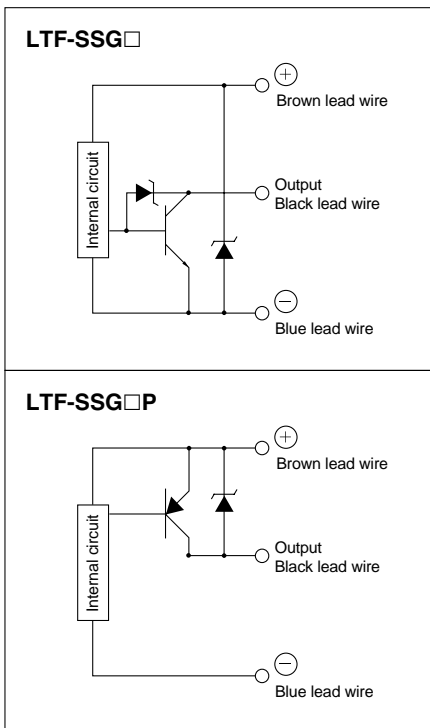 LTF-SSG□
+
Brown lead wire
Internal circuit
Output
Black lead wire
−
Blue lead wire
LTF-SSG□P
+
Brown lead wire
Internal circuit
Output
Black lead wire
−
Blue lead wire